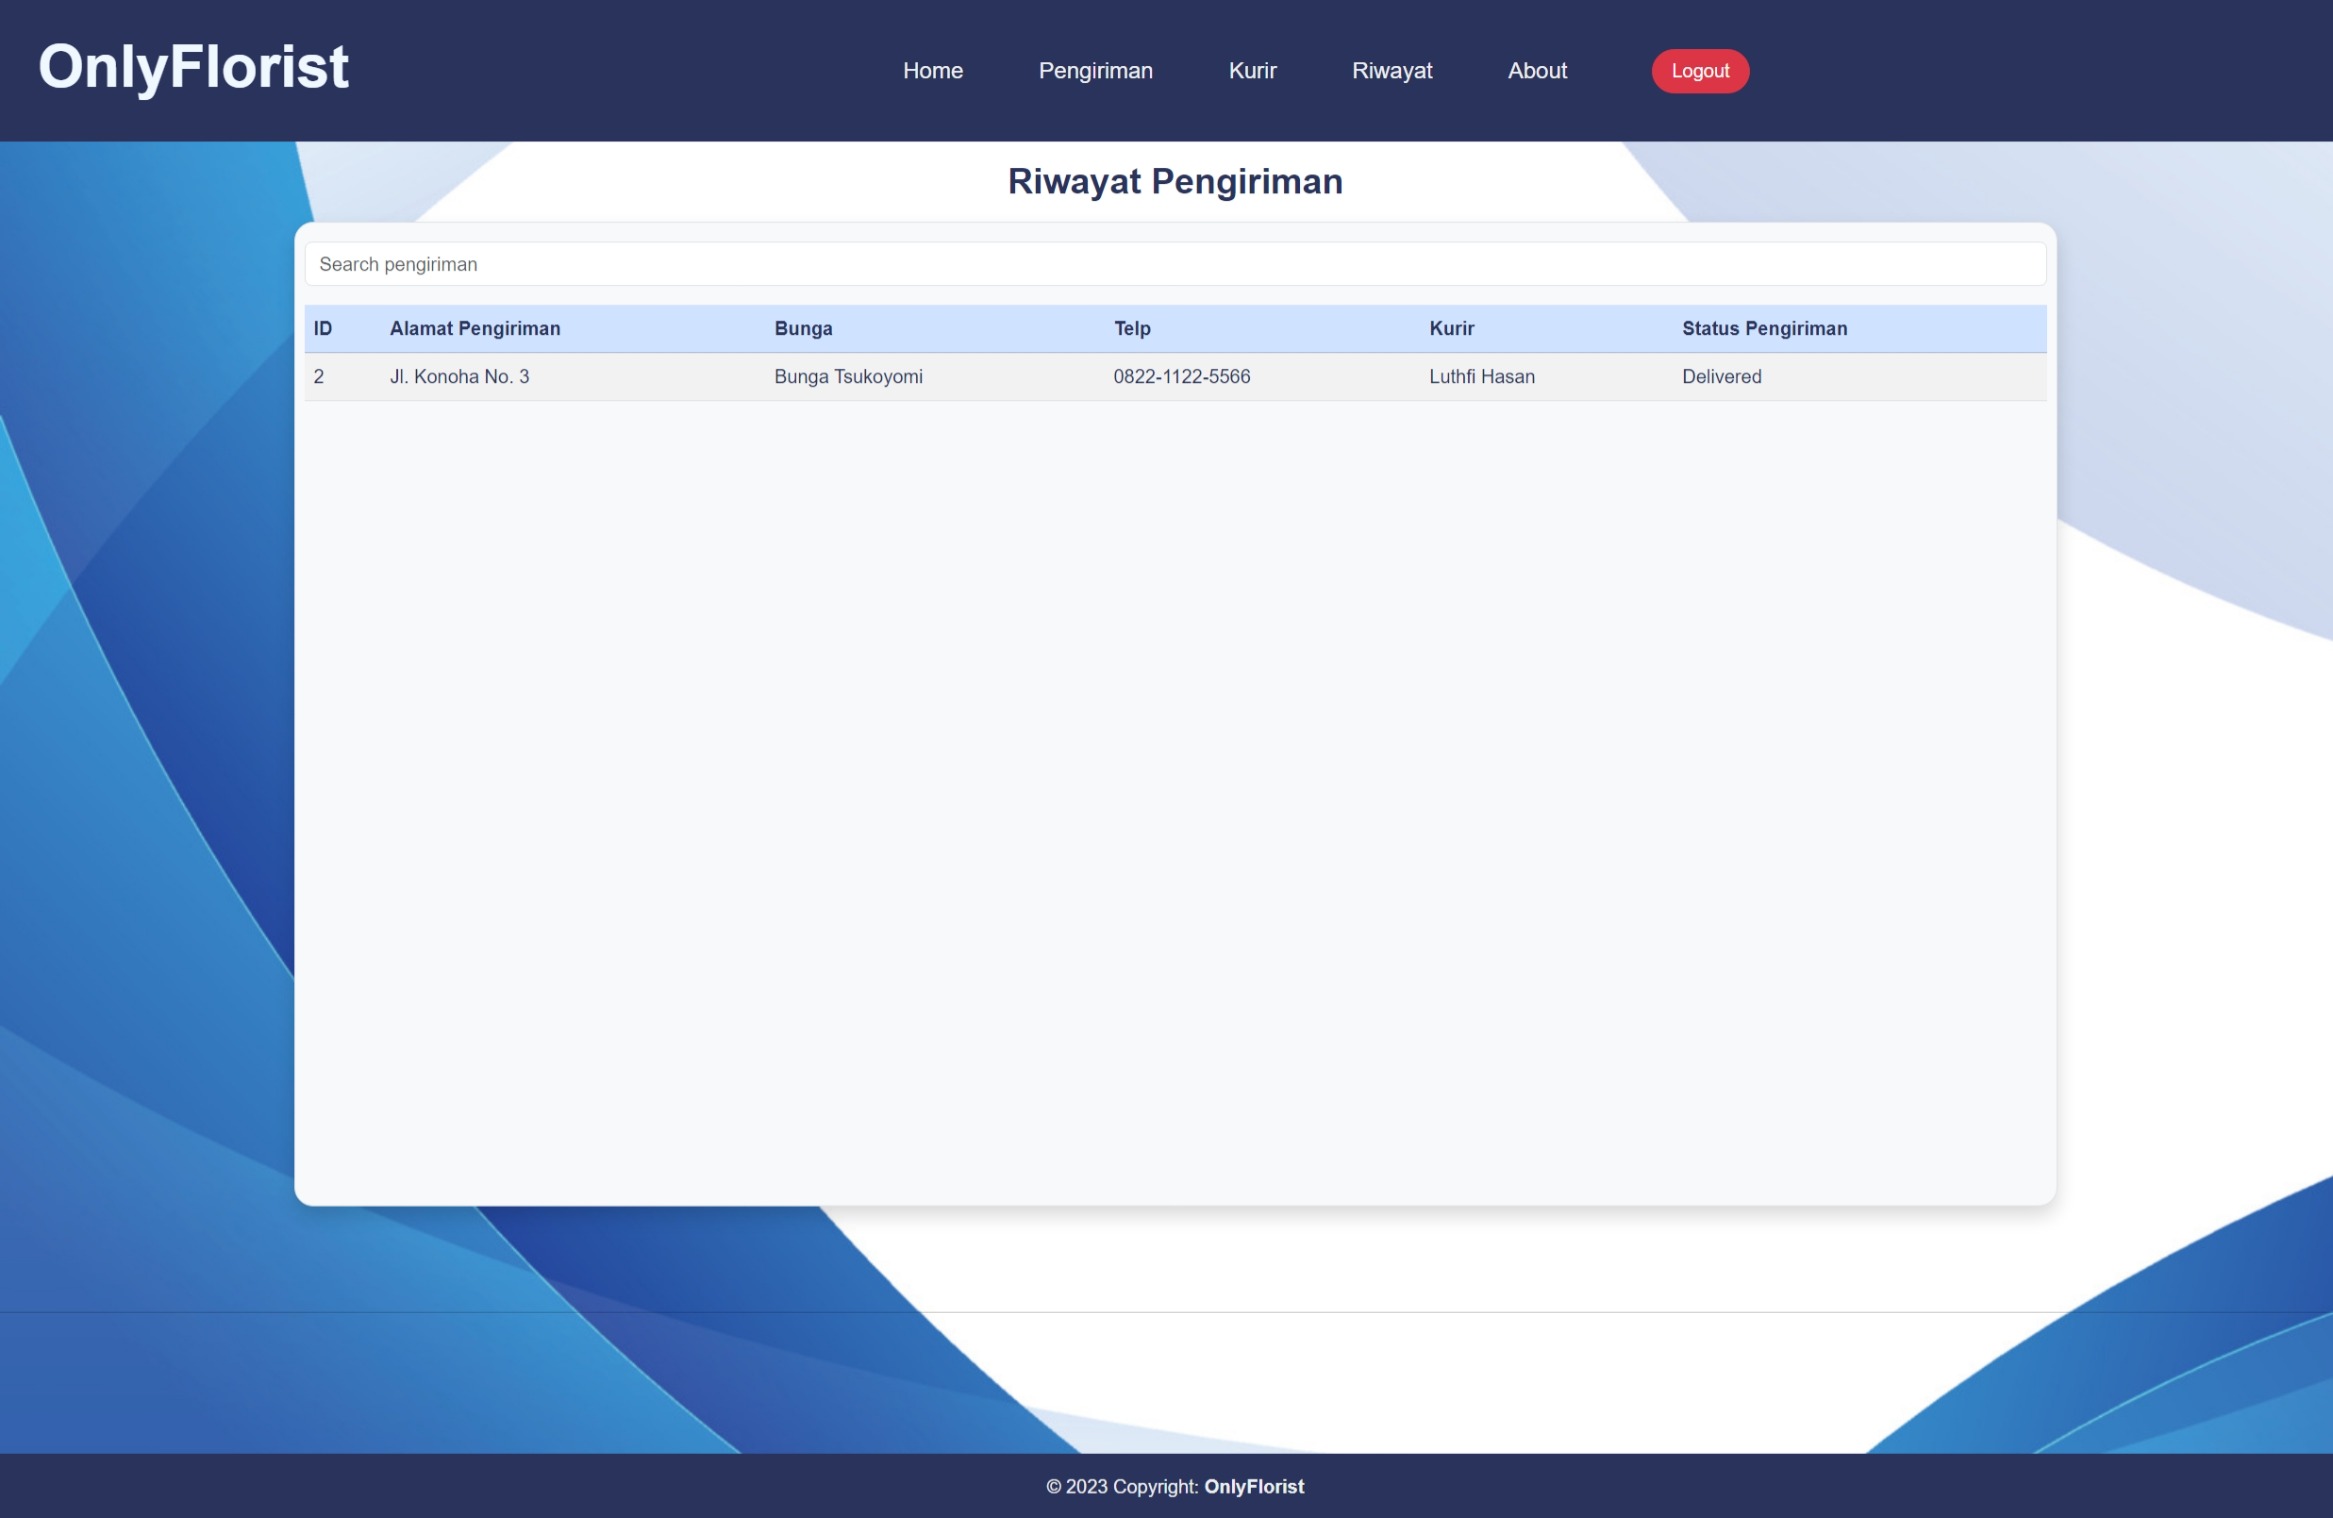 OnlyFlorist
Home Pengiriman Kurir Riwayat About Logout
Riwayat Pengiriman
Search pengiriman
ID Alamat Pengiriman Bunga Telp Kurir Status Pengiriman
2 Jl. Konoha No. 3 Bunga Tsukoyomi 0822-1122-5566 Luthfi Hasan Delivered
© 2023 Copyright: OnlyFlorist